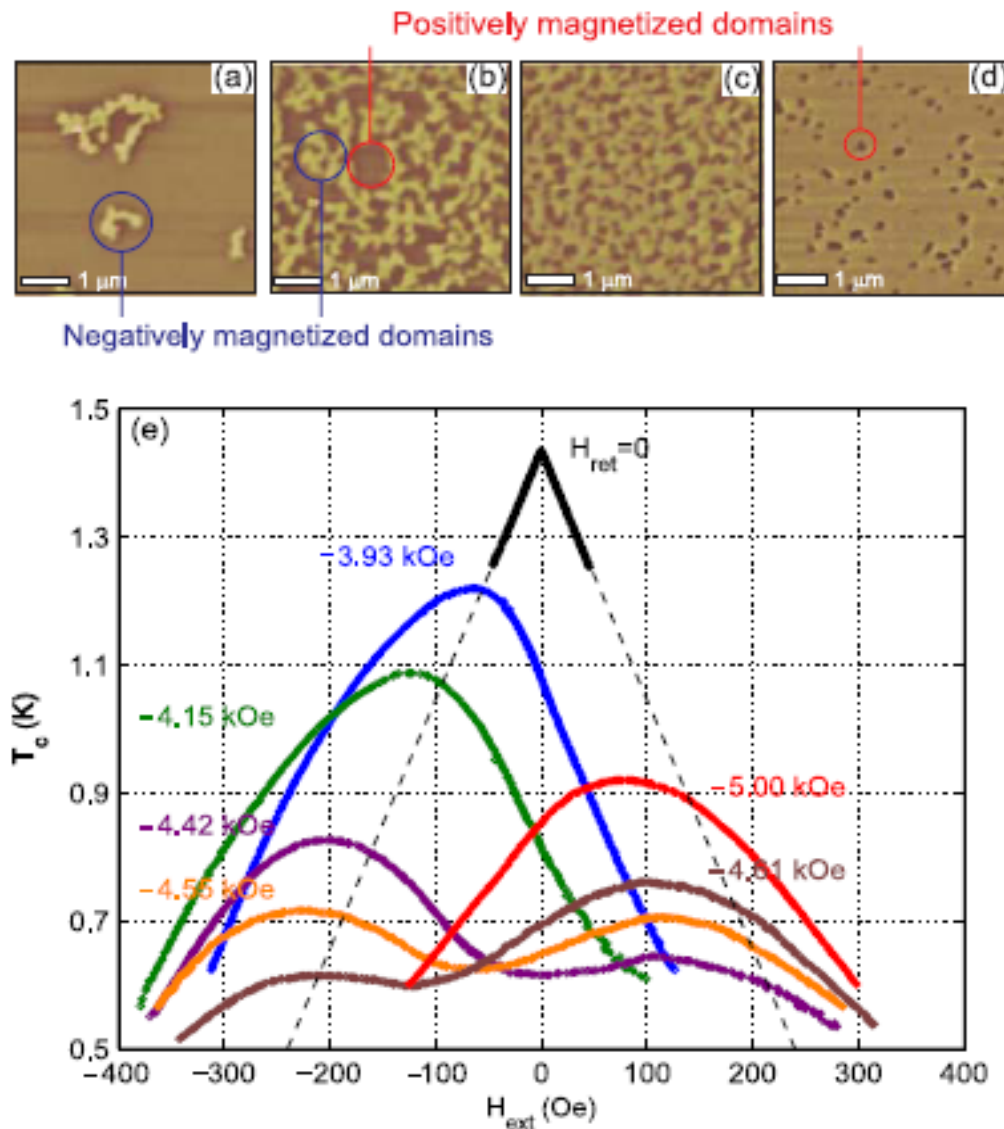 Positively magnetized domains
(a) (b) (c) (d)
1 μm 1 μm 1 μm 1 μm
Negatively magnetized domains
(e)
H_ret=0
−3.93 kOe
−4.15 kOe
−5.00 kOe
−4.42 kOe
−4.61 kOe
−4.55 kOe
1.5
1.3
1.1
0.9
0.7
0.5
T_c (K)
−400 −300 −200 −100 0 100 200 300 400
H_ext (Oe)